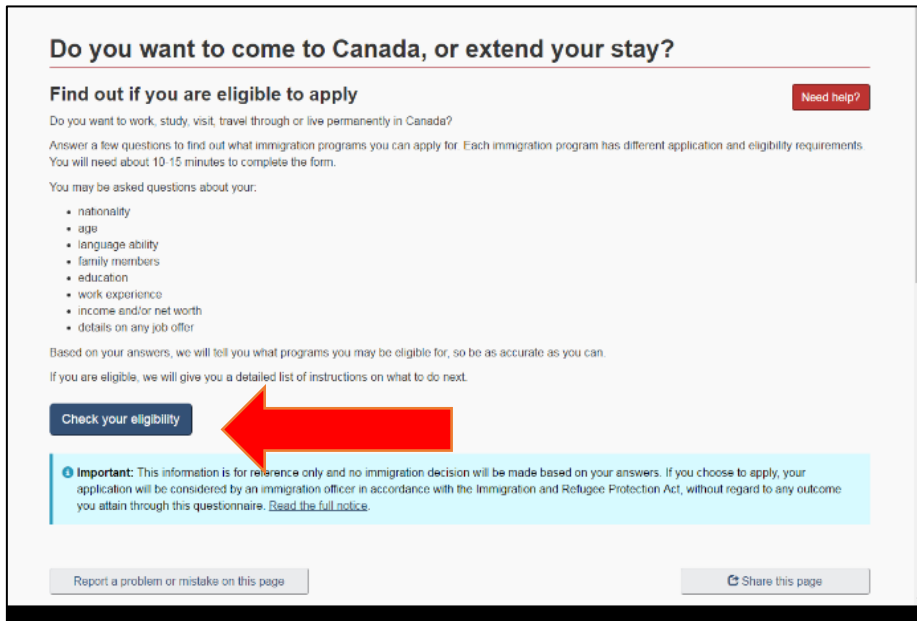 Do you want to come to Canada, or extend your stay?
Find out if you are eligible to apply
Need help?
Do you want to work, study, visit, travel through or live permanently in Canada?
Answer a few questions to find out what immigration programs you can apply for. Each immigration program has different application and eligibility requirements.
You will need about 10-15 minutes to complete the form.
You may be asked questions about your:
• nationality
• age
• language ability
• family members
• education
• work experience
• income and/or net worth
• details on any job offer
Based on your answers, we will tell you what programs you may be eligible for, so be as accurate as you can.
If you are eligible, we will give you a detailed list of instructions on what to do next.
Check your eligibility
Important: This information is for reference only and no immigration decision will be made based on your answers. If you choose to apply, your
application will be considered by an immigration officer in accordance with the Immigration and Refugee Protection Act, without regard to any outcome
you attain through this questionnaire. Read the full notice.
Report a problem or mistake on this page
Share this page